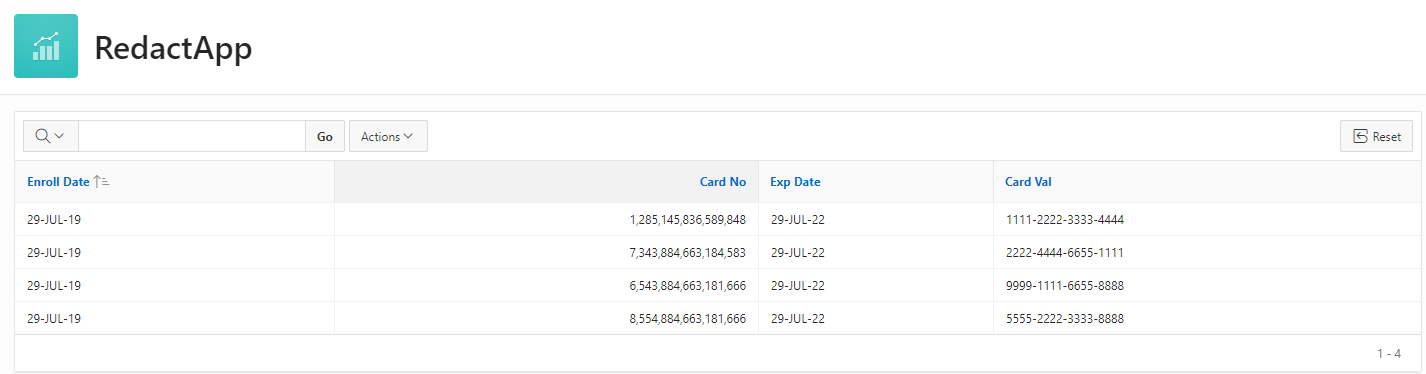 RedactApp
Go Actions Reset
Enroll Date Card No Exp Date Card Val
29-JUL-19 1,285,145,836,589,848 29-JUL-22 1111-2222-3333-4444
29-JUL-19 7,343,884,663,184,583 29-JUL-22 2222-4444-6655-1111
29-JUL-19 6,543,884,663,181,666 29-JUL-22 9999-1111-6655-8888
29-JUL-19 8,554,884,663,181,666 29-JUL-22 5555-2222-3333-8888
1 - 4